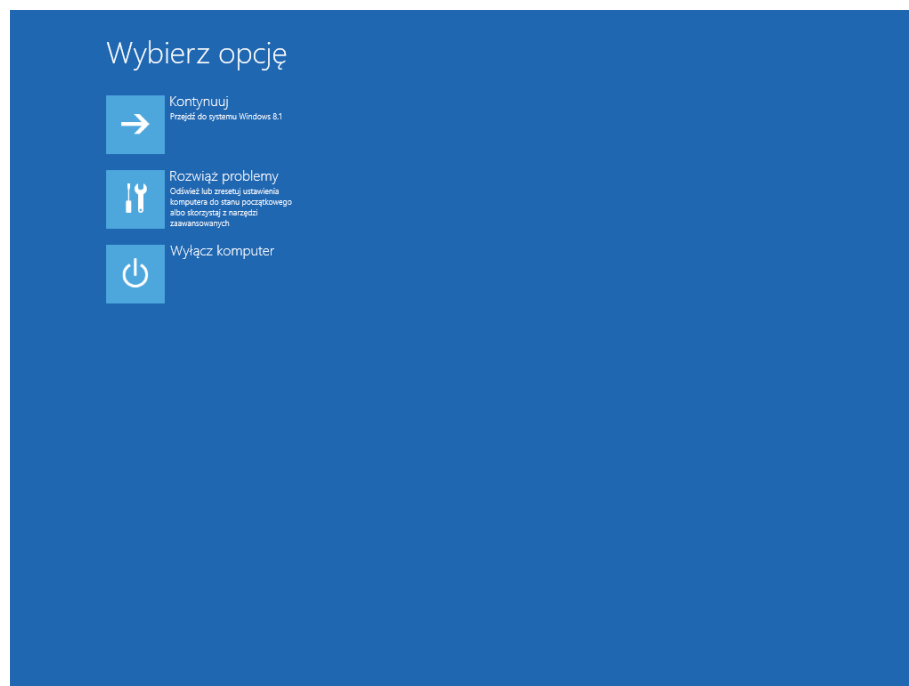 Wybierz opcję
Kontynuuj
Przejdź do systemu Windows 8.1
Rozwiąż problemy
Odśwież lub zresetuj ustawienia
komputera do stanu początkowego
albo skorzystaj z narzędzi
zaawansowanych
Wyłącz komputer